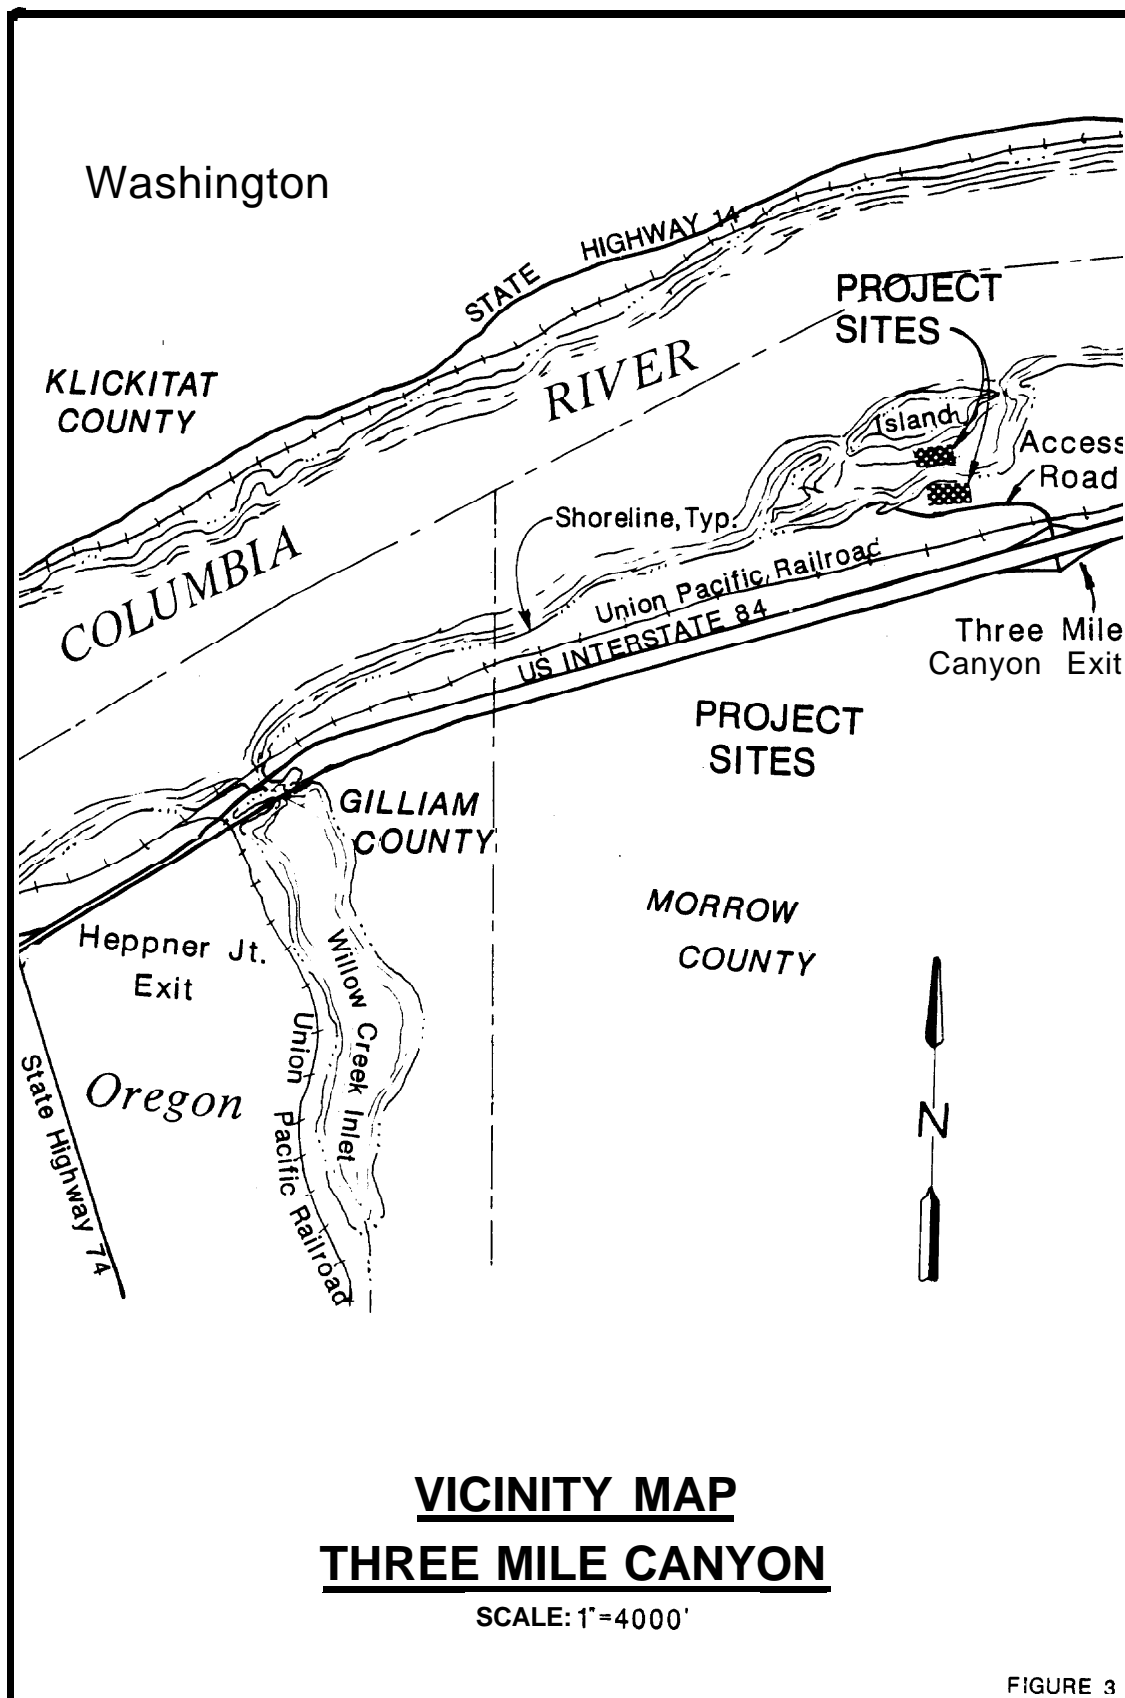 Washington
STATE HIGHWAY 14
PROJECT
SITES
RIVER
KLICKITAT
COUNTY
Island
Access
Road
Shoreline, Typ.
COLUMBIA
Union Pacific Railroad
US INTERSTATE 84
Three Mile
Canyon Exit
PROJECT
SITES
GILLIAM
COUNTY
MORROW
COUNTY
Heppner Jt.
Exit
Willow Creek Inlet
Union Pacific Railroad
State Highway 74
Oregon
N
VICINITY MAP
THREE MILE CANYON
SCALE: 1"=4000'
FIGURE 3